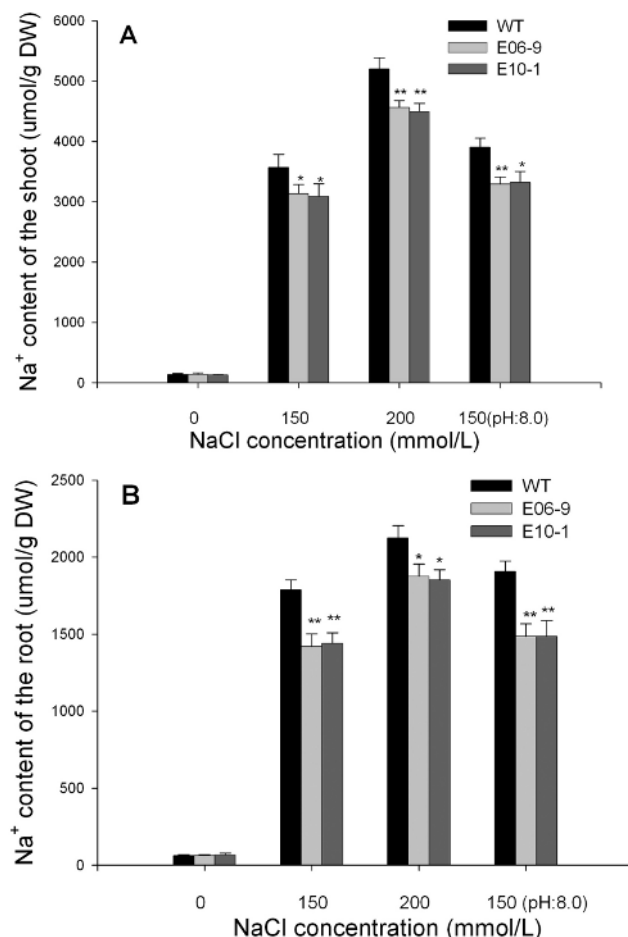 A
WT
E06-9
E10-1
Na+ content of the shoot (umol/g DW)
6000
5000
4000
3000
2000
1000
0
* *
** **
** *
0 150 200 150(pH:8.0)
NaCl concentration (mmol/L)
B
WT
E06-9
E10-1
Na+ content of the root (umol/g DW)
2500
2000
1500
1000
500
0
** **
* *
** **
0 150 200 150 (pH:8.0)
NaCl concentration (mmol/L)